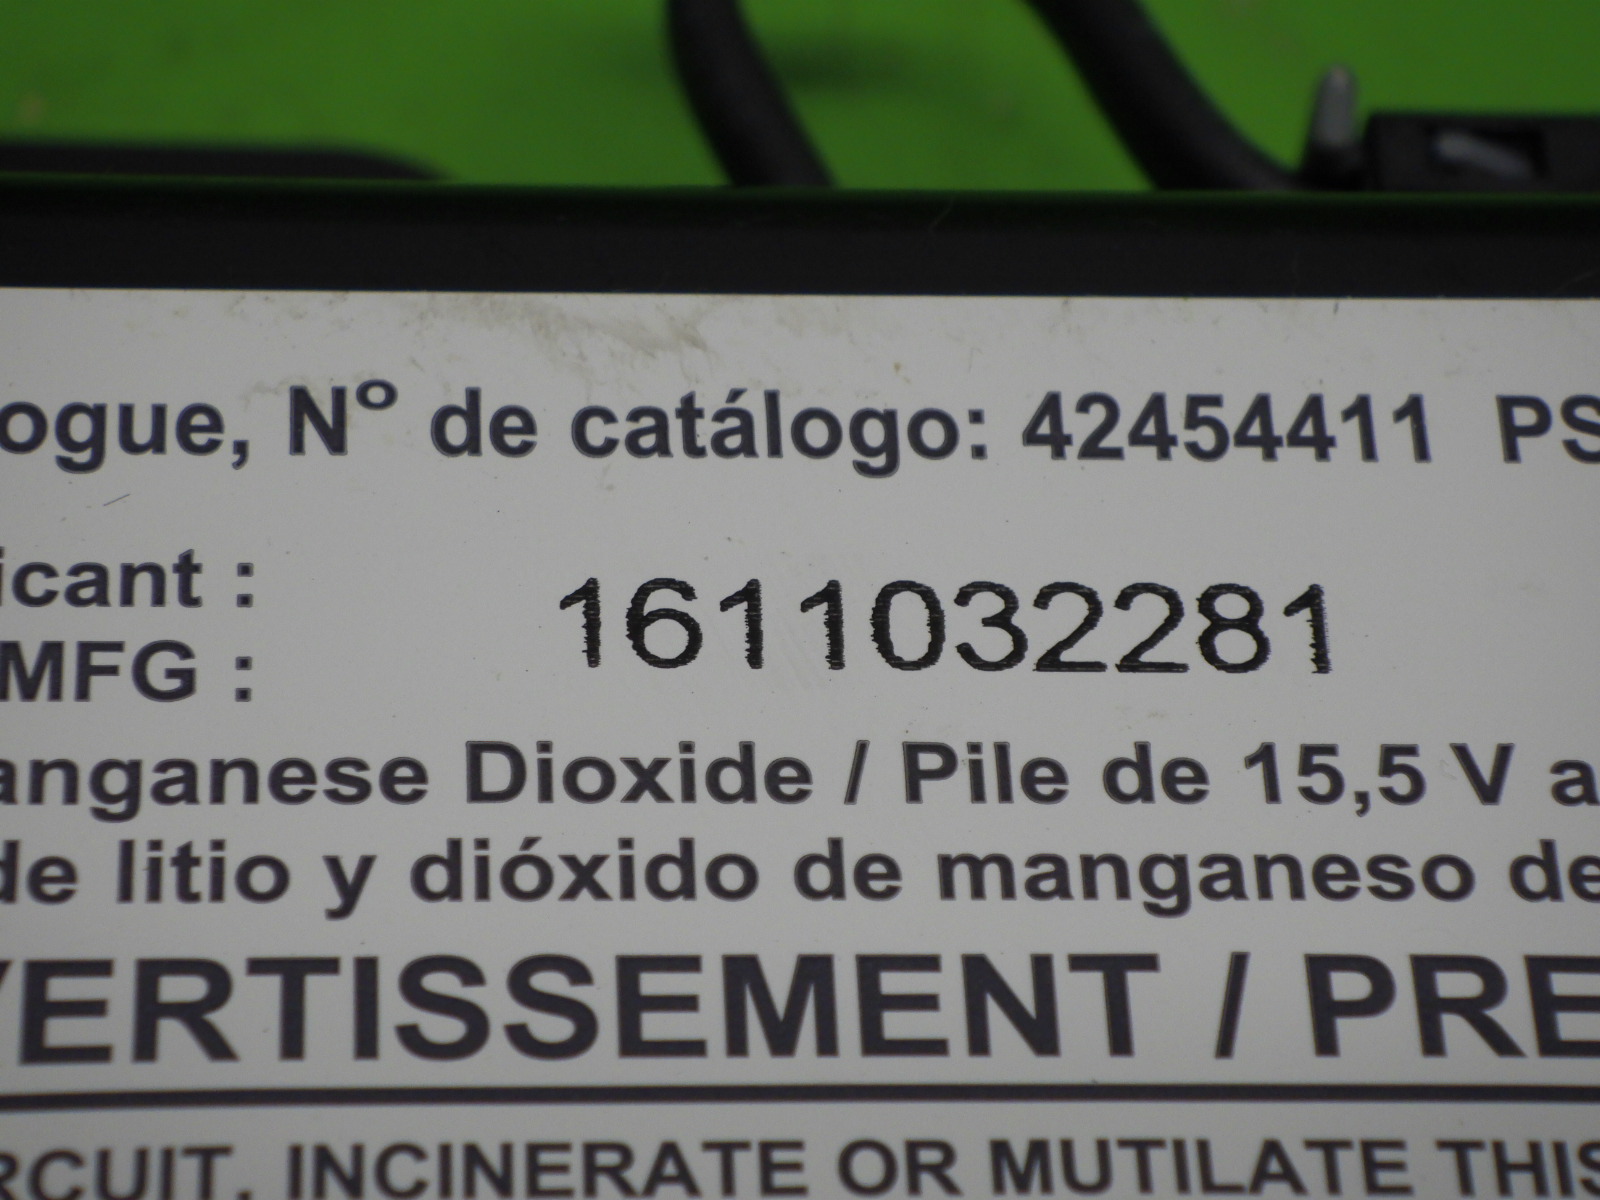 ogue, Nº de catálogo: 42454411 PS
icant :
1611032281
MFG :
anganese Dioxide / Pile de 15,5 V a
de litio y dióxido de manganeso de
VERTISSEMENT / PRE
RCUIT, INCINERATE OR MUTILATE THIS